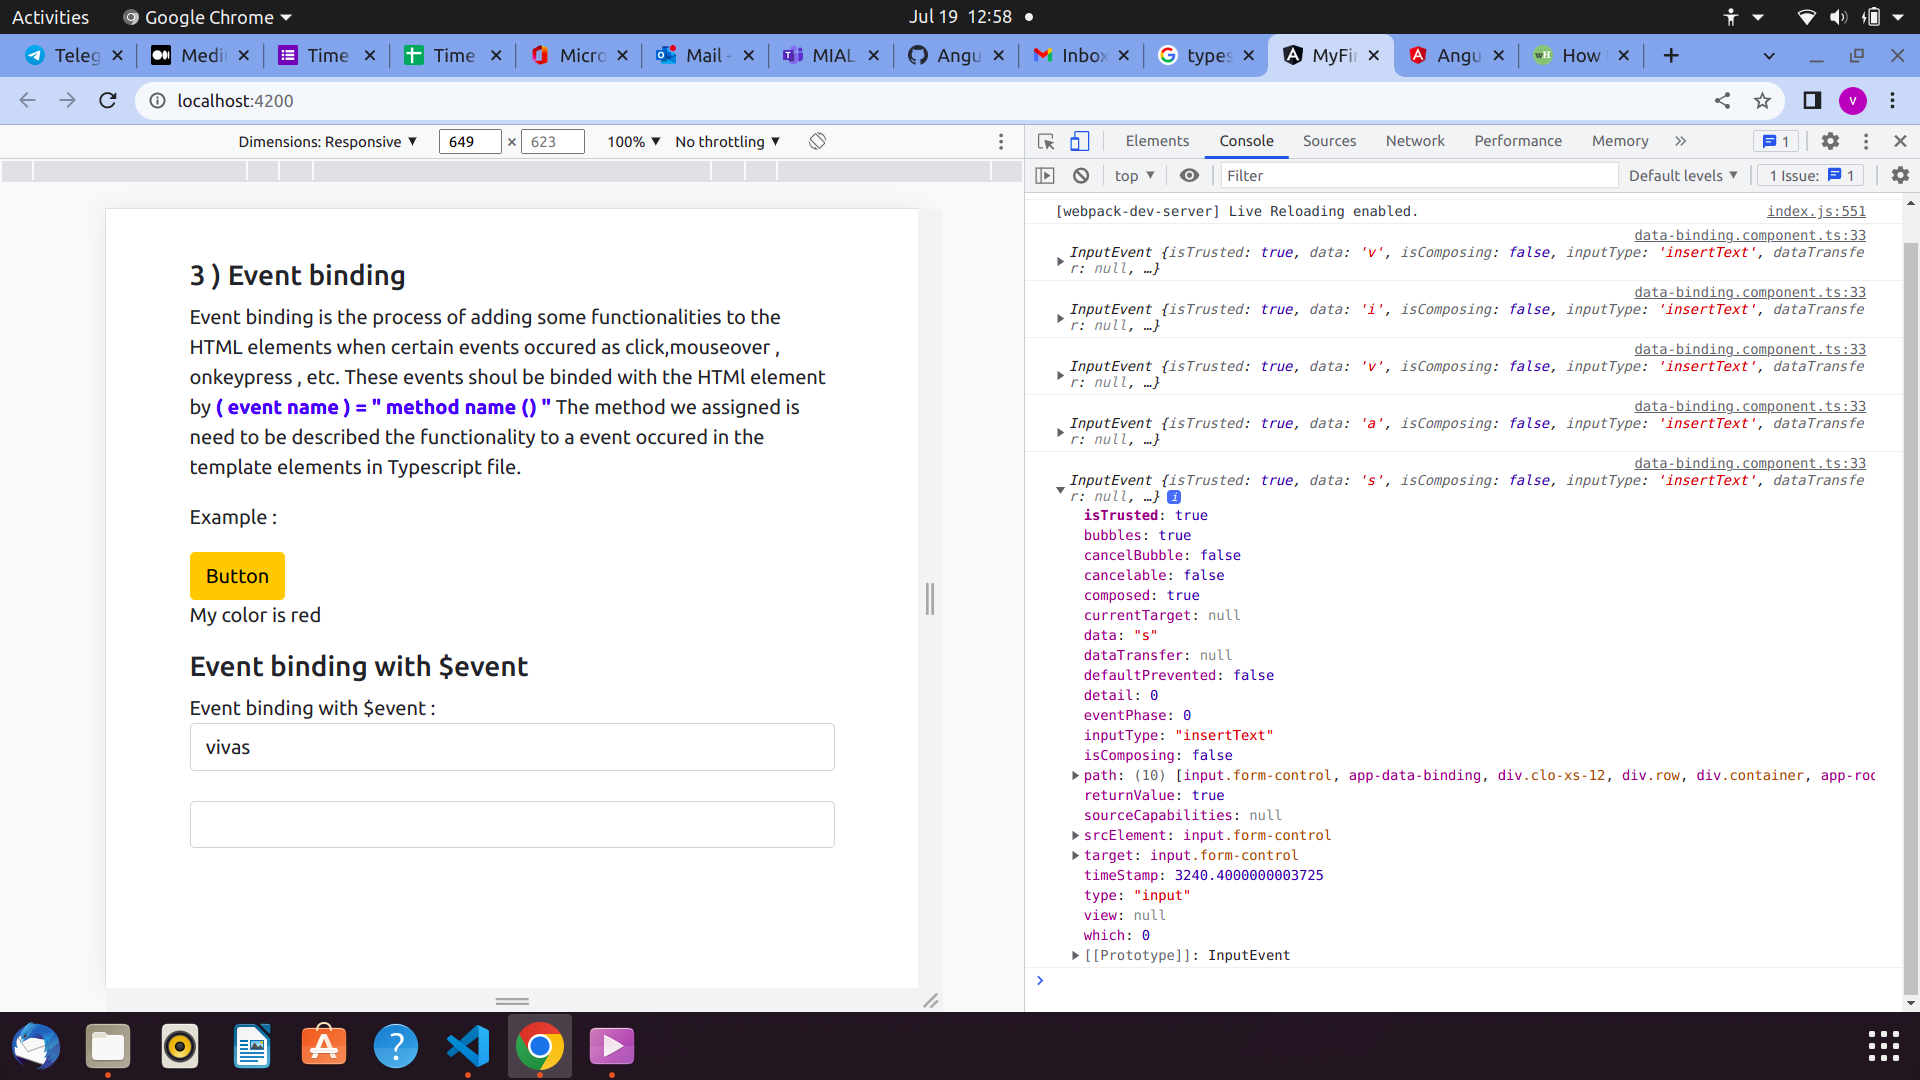 Activities
Google Chrome
Jul 19 12:58
Teleg
Medi
Time
Time
Micro
Mail -
MIAL
Angu
Inbox
types
MyFi
Angu
How
localhost:4200
V
Dimensions: Responsive
649 × 623
100%
No throttling
Elements
Console
Sources
Network
Performance
Memory
1
top
Filter
Default levels
1 Issue: 1
3 ) Event binding
Event binding is the process of adding some functionalities to the
HTML elements when certain events occured as click,mouseover ,
onkeypress , etc. These events shoul be binded with the HTMl element
by ( event name ) = " method name () " The method we assigned is
need to be described the functionality to a event occured in the
template elements in Typescript file.
Example :
Button
My color is red
Event binding with $event
Event binding with $event :
vivas
[webpack-dev-server] Live Reloading enabled. index.js:551
data-binding.component.ts:33
InputEvent {isTrusted: true, data: 'v', isComposing: false, inputType: 'insertText', dataTransfe
r: null, …}
data-binding.component.ts:33
InputEvent {isTrusted: true, data: 'i', isComposing: false, inputType: 'insertText', dataTransfe
r: null, …}
data-binding.component.ts:33
InputEvent {isTrusted: true, data: 'v', isComposing: false, inputType: 'insertText', dataTransfe
r: null, …}
data-binding.component.ts:33
InputEvent {isTrusted: true, data: 'a', isComposing: false, inputType: 'insertText', dataTransfe
r: null, …}
data-binding.component.ts:33
InputEvent {isTrusted: true, data: 's', isComposing: false, inputType: 'insertText', dataTransfe
r: null, …} i
isTrusted: true
bubbles: true
cancelBubble: false
cancelable: false
composed: true
currentTarget: null
data: "s"
dataTransfer: null
defaultPrevented: false
detail: 0
eventPhase: 0
inputType: "insertText"
isComposing: false
path: (10) [input.form-control, app-data-binding, div.clo-xs-12, div.row, div.container, app-roo
returnValue: true
sourceCapabilities: null
srcElement: input.form-control
target: input.form-control
timeStamp: 3240.4000000003725
type: "input"
view: null
which: 0
[[Prototype]]: InputEvent